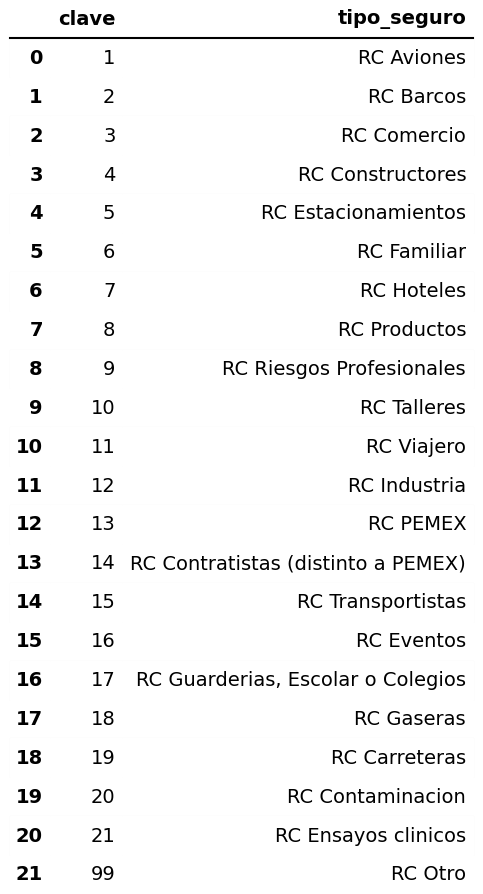 clave tipo_seguro
0 1 RC Aviones
1 2 RC Barcos
2 3 RC Comercio
3 4 RC Constructores
4 5 RC Estacionamientos
5 6 RC Familiar
6 7 RC Hoteles
7 8 RC Productos
8 9 RC Riesgos Profesionales
9 10 RC Talleres
10 11 RC Viajero
11 12 RC Industria
12 13 RC PEMEX
13 14 RC Contratistas (distinto a PEMEX)
14 15 RC Transportistas
15 16 RC Eventos
16 17 RC Guarderias, Escolar o Colegios
17 18 RC Gaseras
18 19 RC Carreteras
19 20 RC Contaminacion
20 21 RC Ensayos clinicos
21 99 RC Otro